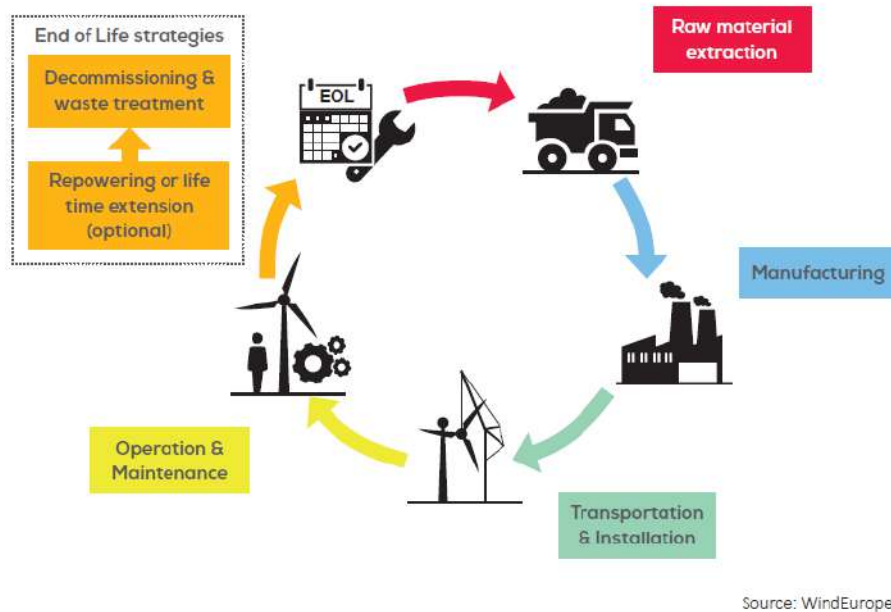 End of Life strategies
Decommissioning &
waste treatment
Repowering or life
time extension
(optional)
EOL
Raw material
extraction
Manufacturing
Transportation
& Installation
Operation &
Maintenance
Source: WindEurope